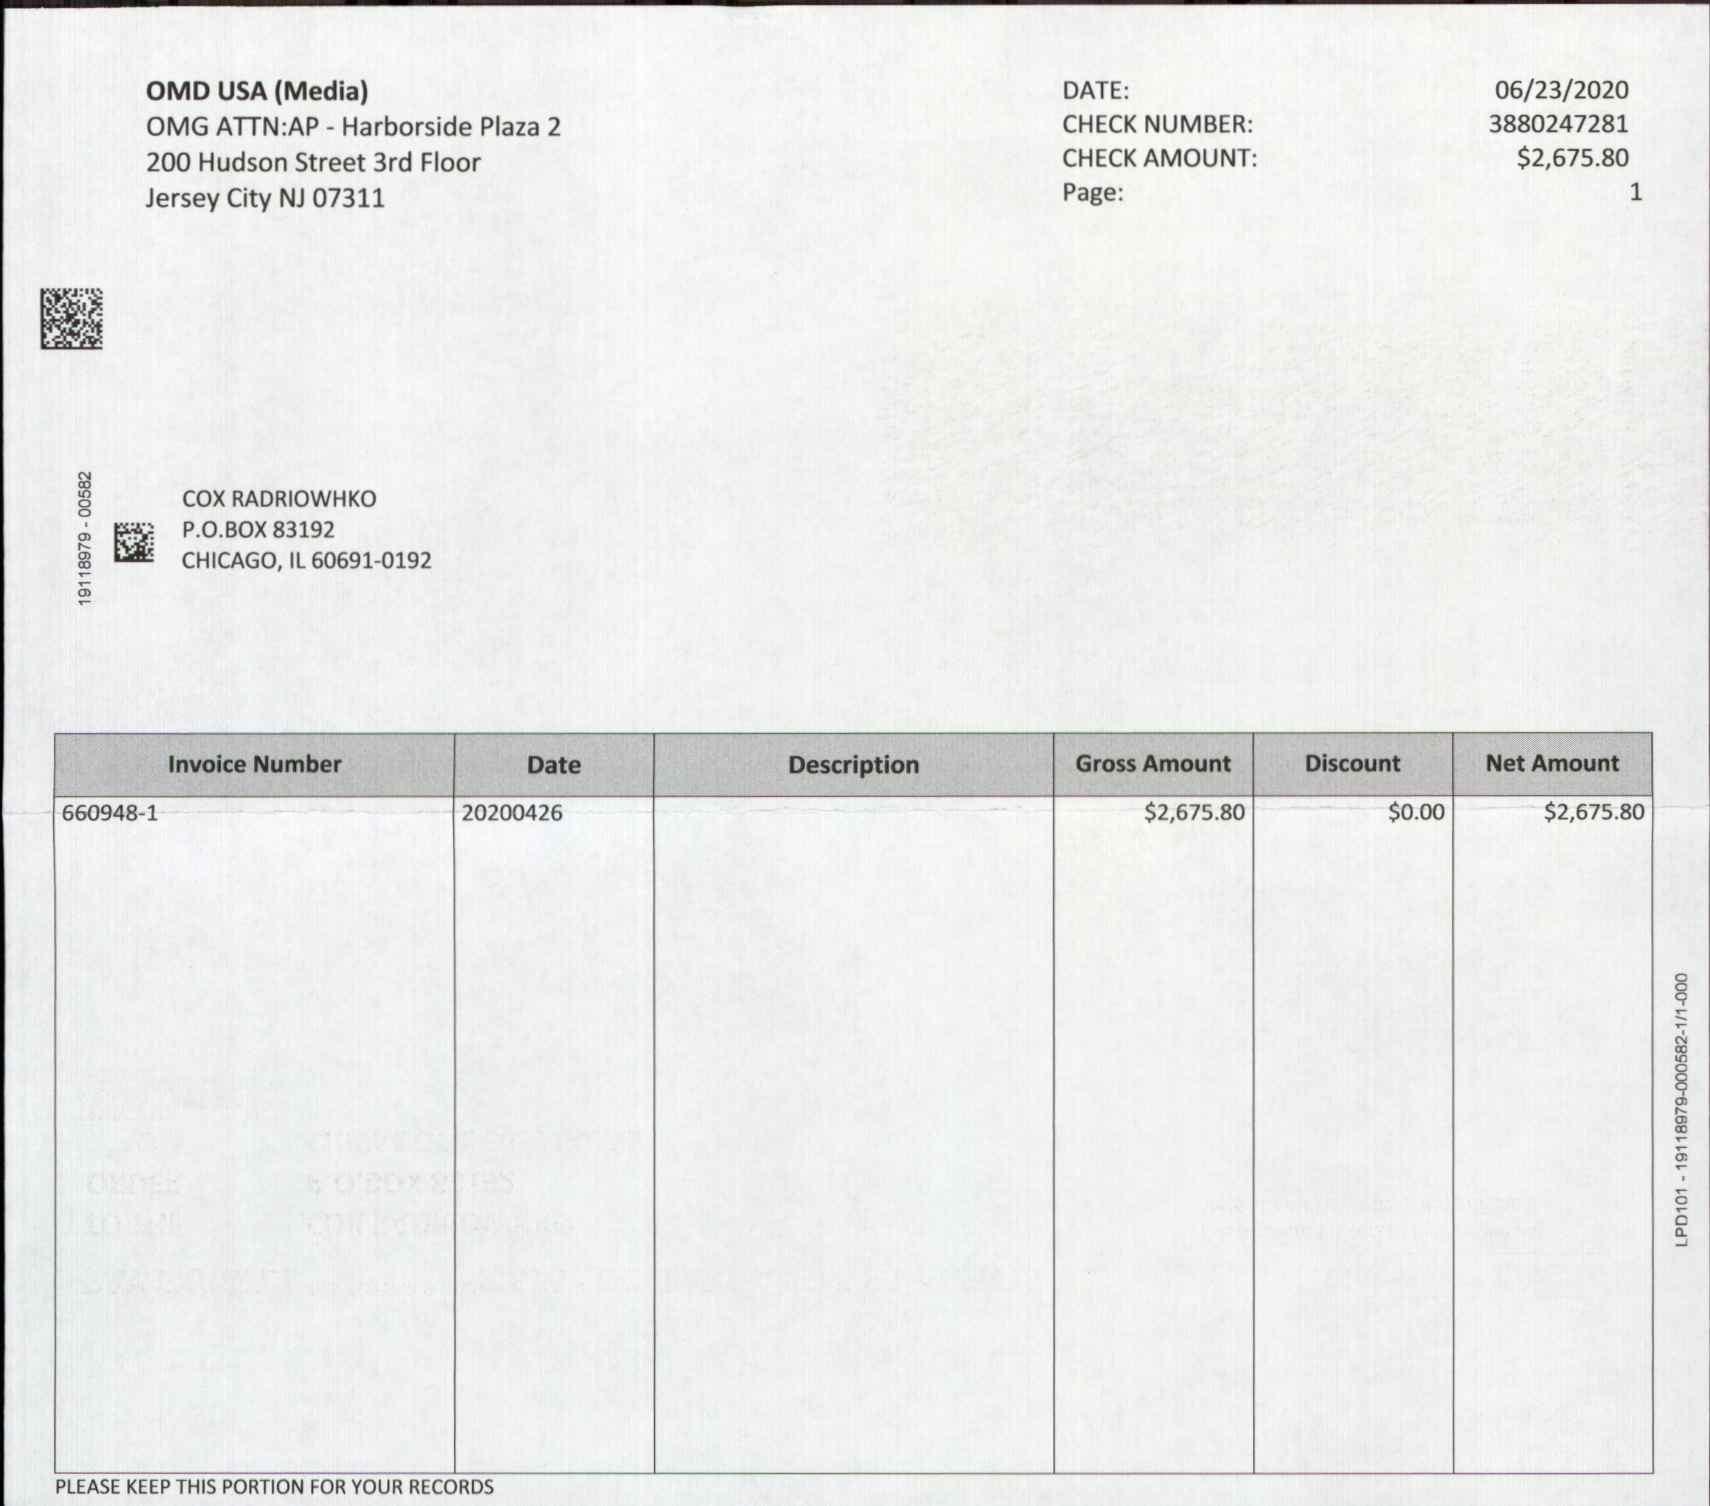 OMD USA (Media)
OMG ATTN:AP - Harborside Plaza 2
200 Hudson Street 3rd Floor
Jersey City NJ 07311
DATE: 06/23/2020
CHECK NUMBER: 3880247281
CHECK AMOUNT: $2,675.80
Page: 1
19118979 - 00582
COX RADRIOWHKO
P.O.BOX 83192
CHICAGO, IL 60691-0192
Invoice Number Date Description Gross Amount Discount Net Amount
660948-1 20200426 $2,675.80 $0.00 $2,675.80
LPD101 - 19118979-000582-1/1-000
PLEASE KEEP THIS PORTION FOR YOUR RECORDS